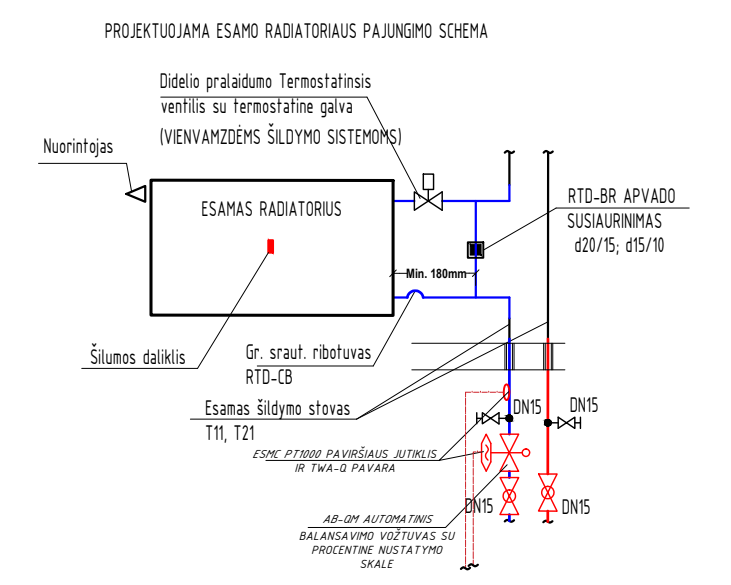 PROJEKTUOJAMA ESAMO RADIATORIAUS PAJUNGIMO SCHEMA
Didelio pralaidumo Termostatinsis
ventilis su termostatine galva
(VIENVAMZDĖMS ŠILDYMO SISTEMOMS)
Nuorintojas
ESAMAS RADIATORIUS
RTD-BR APVADO
SUSIAURINIMAS
d20/15; d15/10
Min. 180mm
Šilumos daliklis
Gr. sraut. ribotuvas
RTD-CB
Esamas šildymo stovas
T11, T21
DN15
DN15
ESMC PT1000 PAVIRŠIAUS JUTIKLIS
IR TWA-Q PAVARA
DN15
DN15
AB-QM AUTOMATINIS
BALANSAVIMO VOŽTUVAS SU
PROCENTINE NUSTATYMO
SKALE